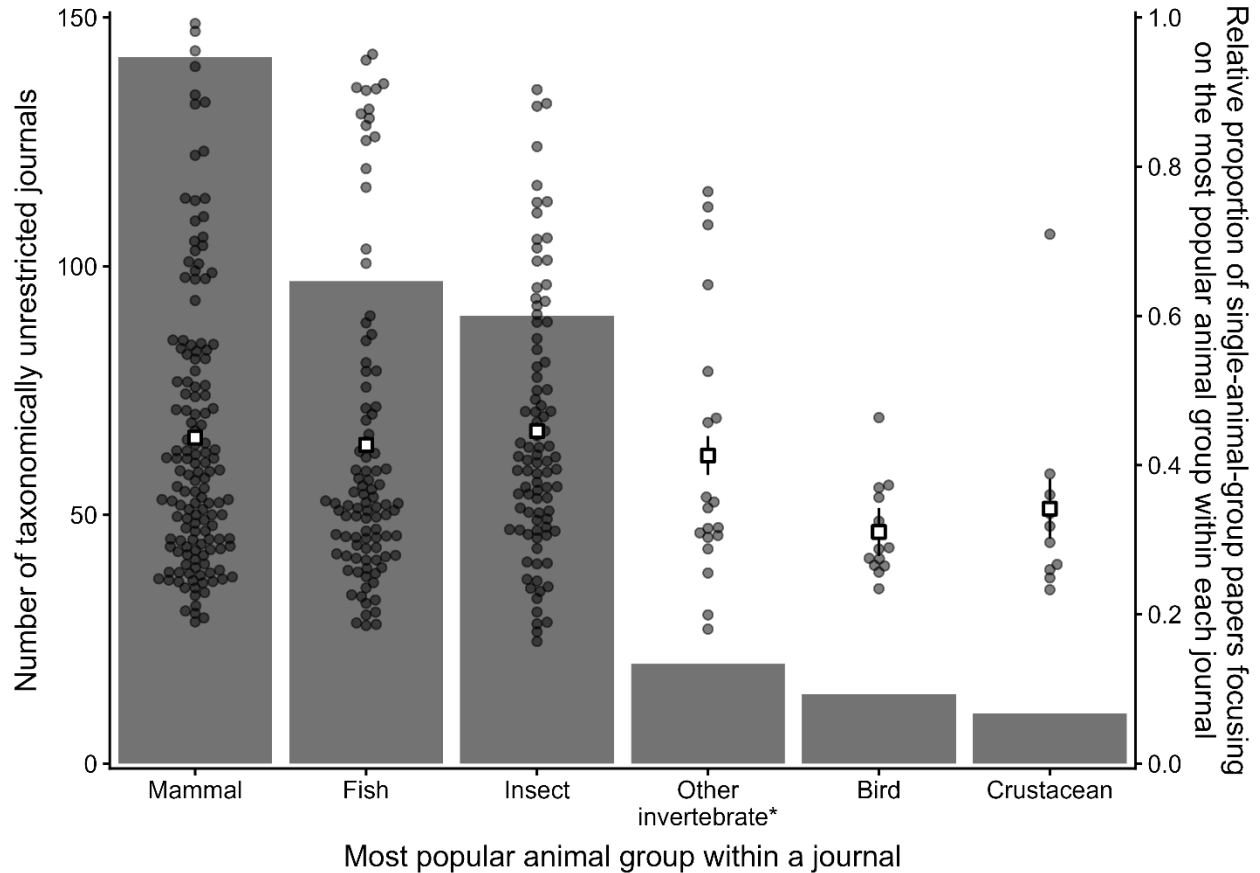 Number of taxonomically unrestricted journals
150
100
50
0
1.0
0.8
0.6
0.4
0.2
0.0
Relative proportion of single-animal-group papers focusing
on the most popular animal group within each journal
Mammal
Fish
Insect
Other
invertebrate*
Bird
Crustacean
Most popular animal group within a journal